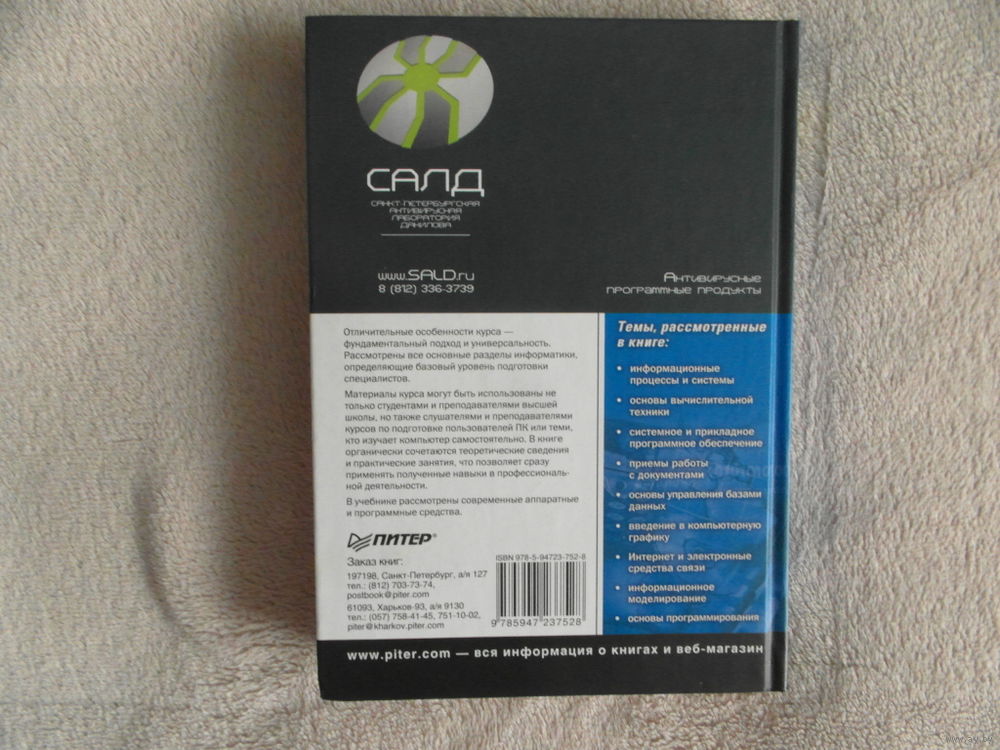 САЛД
САНКТ-ПЕТЕРБУРГСКАЯ
АНТИВИРУСНАЯ
ЛАБОРАТОРИЯ
ДАНИЛОВА
www.SALD.ru
8 (812) 336-3739
Антивирусные
программные продукты
Отличительные особенности курса —
фундаментальный подход и универсальность.
Рассмотрены все основные разделы информатики,
определяющие базовый уровень подготовки
специалистов.
Материалы курса могут быть использованы не
только студентами и преподавателями высшей
школы, но также слушателями и преподавателями
курсов по подготовке пользователей ПК или теми,
кто изучает компьютер самостоятельно. В книге
органически сочетаются теоретические сведения
и практические занятия, что позволяет сразу
применять полученные навыки в профессиональ-
ной деятельности.
В учебнике рассмотрены современные аппаратные
и программные средства.
ПИТЕР®
Заказ книг:
197198, Санкт-Петербург, а/я 127
тел.: (812) 703-73-74,
postbook@piter.com
61093, Харьков-93, а/я 9130
тел.: (057) 758-41-45, 751-10-02,
piter@kharkov.piter.com
ISBN 978-5-94723-752-8
9 785947 237528
Темы, рассмотренные
в книге:
• информационные
процессы и системы
• основы вычислительной
техники
• системное и прикладное
программное обеспечение
• приемы работы
с документами
• основы управления базами
данных
• введение в компьютерную
графику
• Интернет и электронные
средства связи
• информационное
моделирование
• основы программирования
www.piter.com — вся информация о книгах и веб-магазин
www.ay.by